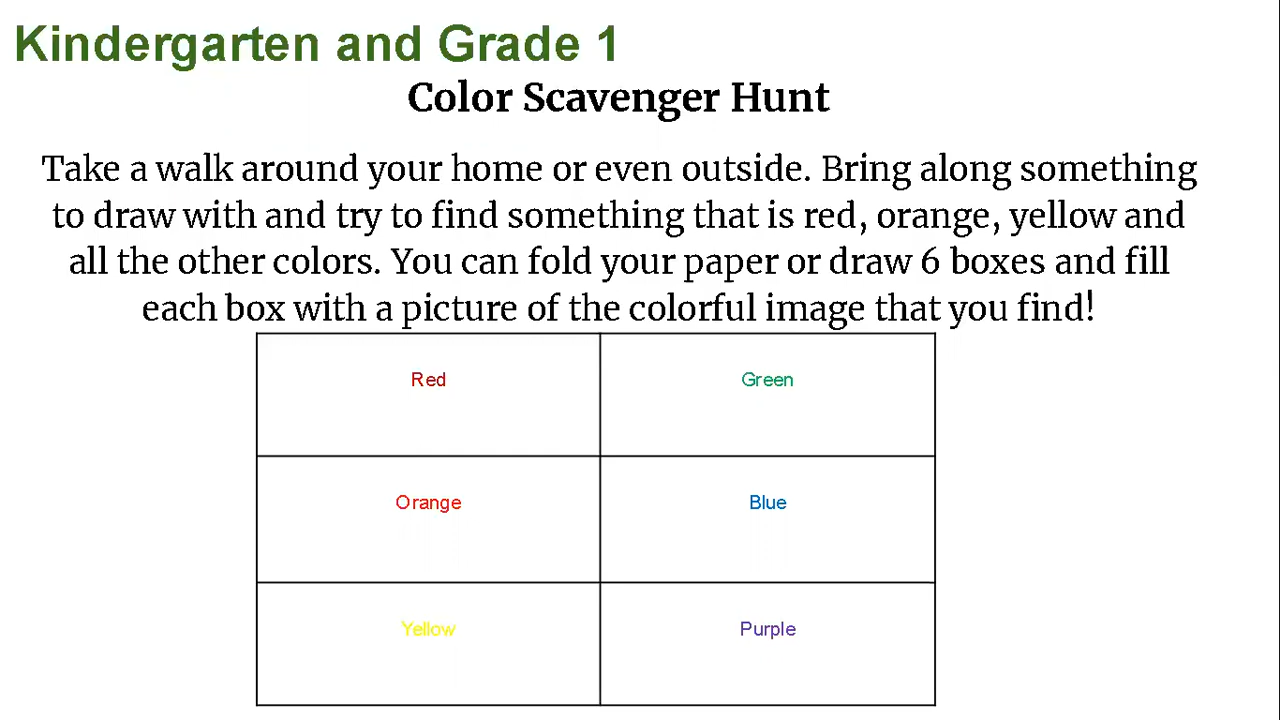 Kindergarten and Grade 1
Color Scavenger Hunt
Take a walk around your home or even outside. Bring along something
to draw with and try to find something that is red, orange, yellow and
all the other colors. You can fold your paper or draw 6 boxes and fill
each box with a picture of the colorful image that you find!
Red
Green
Orange
Blue
Yellow
Purple